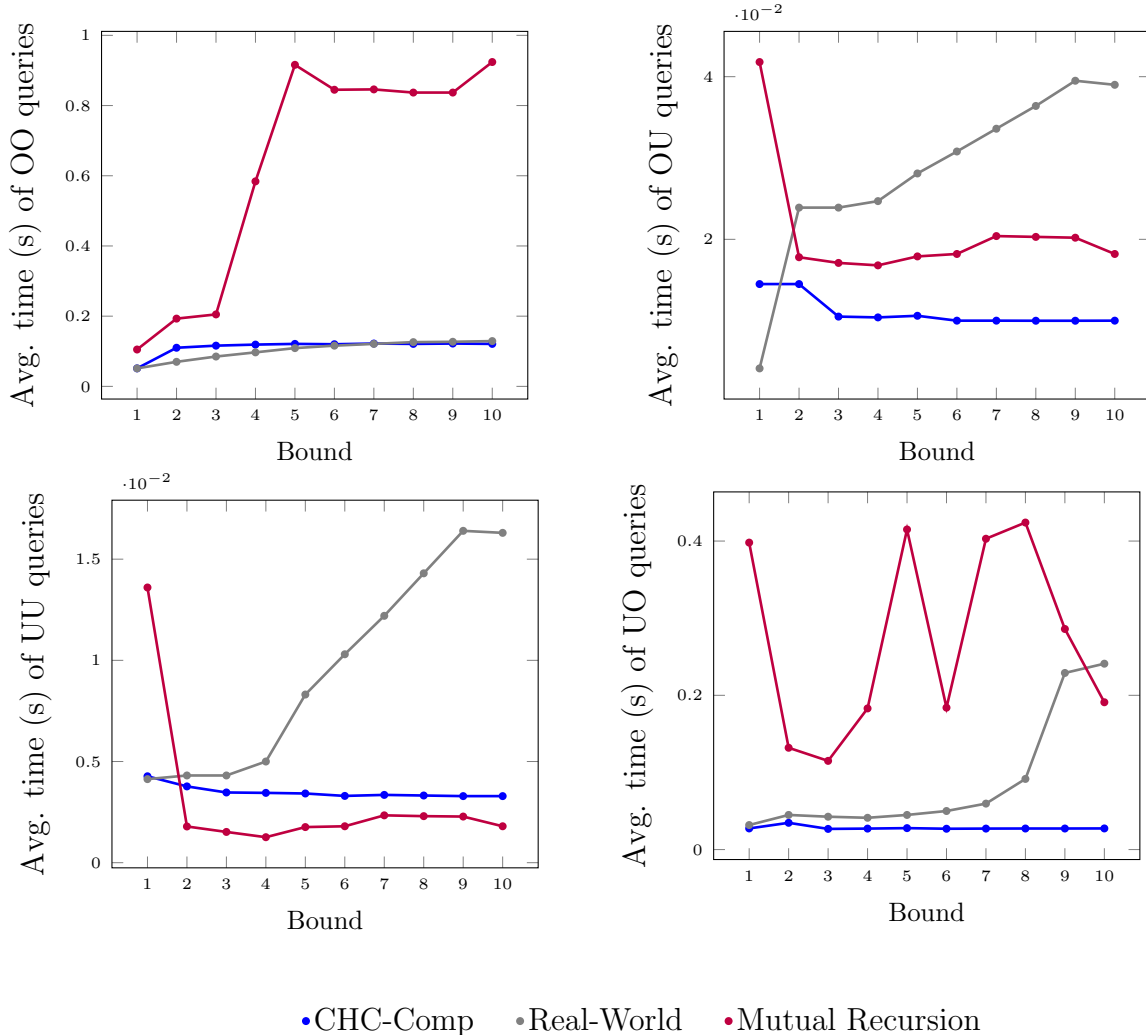 Avg. time (s) of OO queries
1
0.8
0.6
0.4
0.2
0
1 2 3 4 5 6 7 8 9 10
Bound
·10−2
Avg. time (s) of OU queries
4
2
1 2 3 4 5 6 7 8 9 10
Bound
·10−2
Avg. time (s) of UU queries
1.5
1
0.5
0
1 2 3 4 5 6 7 8 9 10
Bound
Avg. time (s) of UO queries
0.4
0.2
0
1 2 3 4 5 6 7 8 9 10
Bound
CHC-Comp Real-World Mutual Recursion